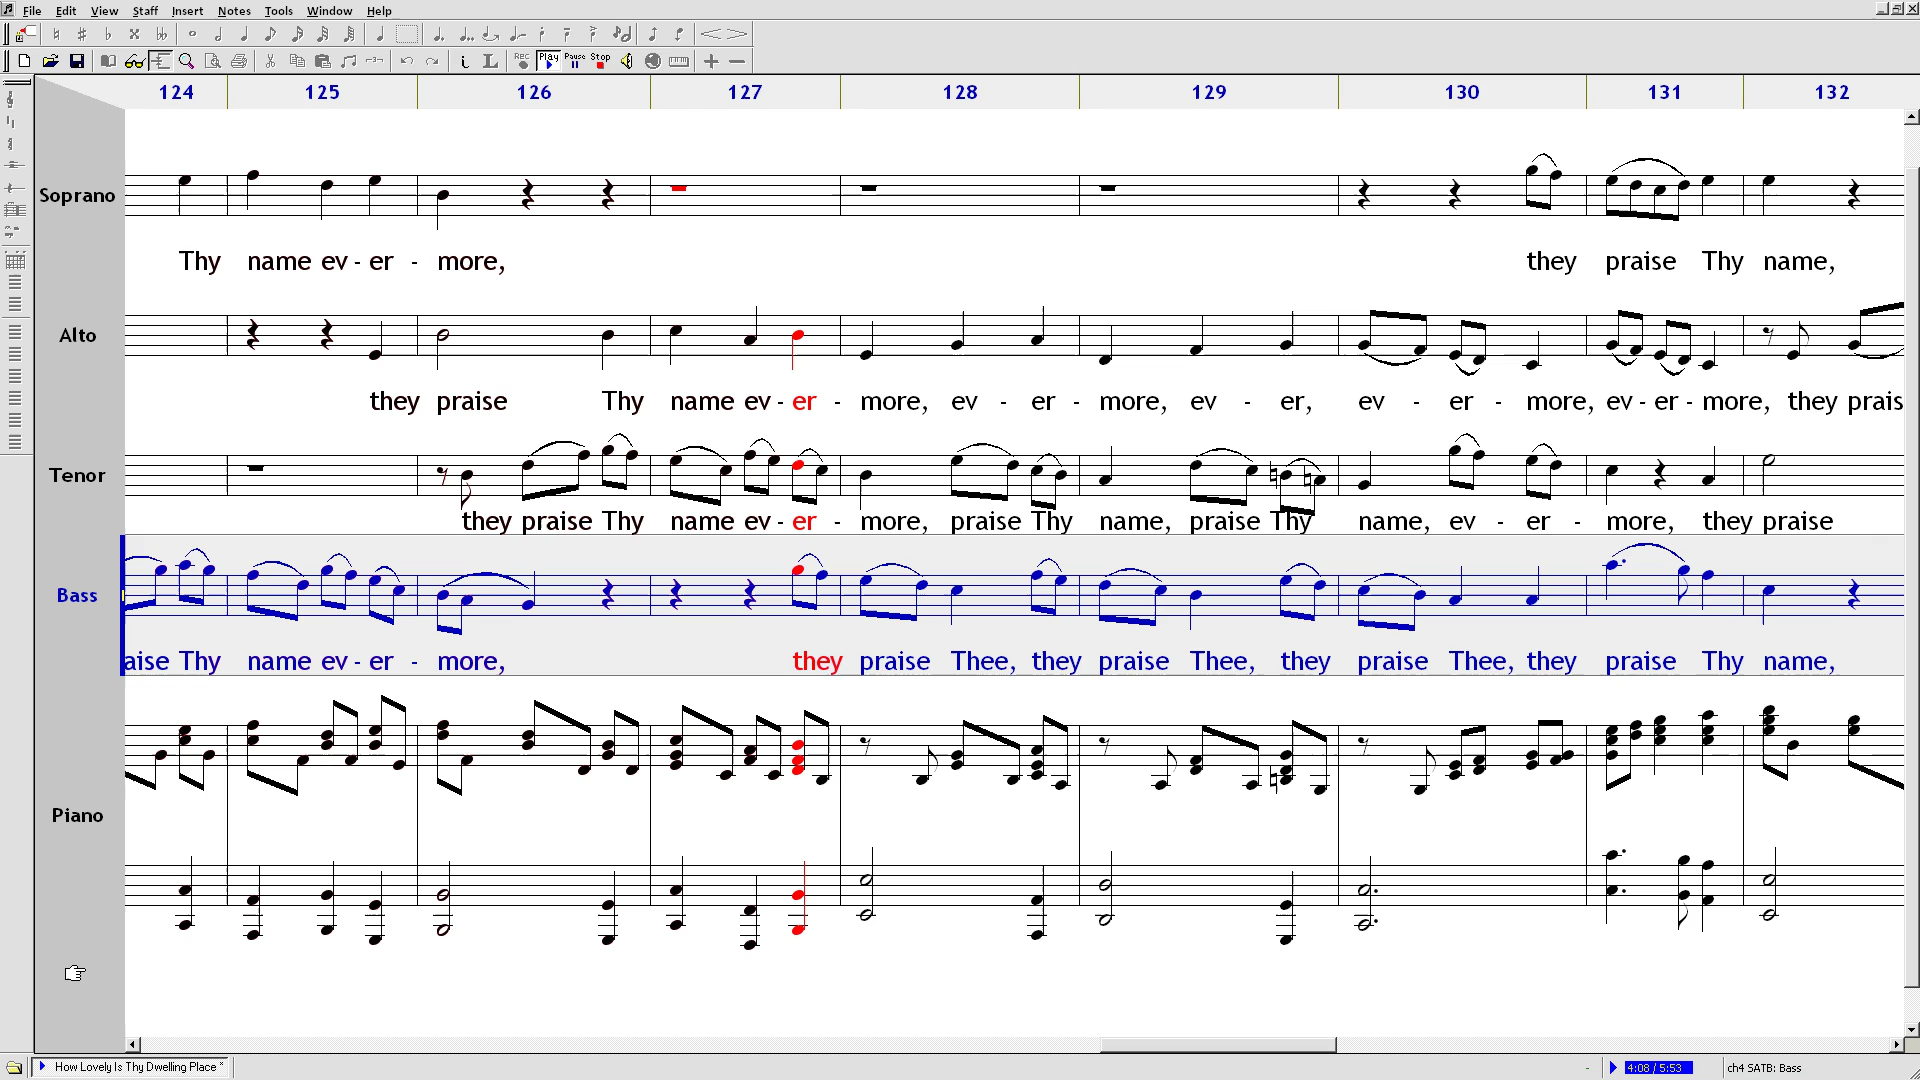 File Edit View Staff Insert Notes Tools Window Help
REC Play Pause Stop
124 125 126 127 128 129 130 131 132
Soprano
Thy name ev - er - more, they praise Thy name,
Alto
they praise Thy name ev - er - more, ev - er - more, ev - er, ev - er - more, ev - er - more, they prais
Tenor
they praise Thy name ev - er - more, praise Thy name, praise Thy name, ev - er - more, they praise
Bass
aise Thy name ev - er - more, they praise Thee, they praise Thee, they praise Thee, they praise Thy name,
Piano
How Lovely Is Thy Dwelling Place * - 4:08 / 5:53 ch4 SATB: Bass